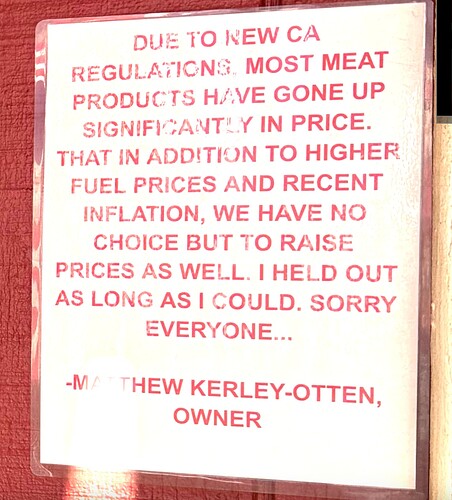 DUE TO NEW CA
REGULATIONS, MOST MEAT
PRODUCTS HAVE GONE UP
SIGNIFICANTLY IN PRICE.
THAT IN ADDITION TO HIGHER
FUEL PRICES AND RECENT
INFLATION, WE HAVE NO
CHOICE BUT TO RAISE
PRICES AS WELL. I HELD OUT
AS LONG AS I COULD. SORRY
EVERYONE...
-MATTHEW KERLEY-OTTEN,
OWNER